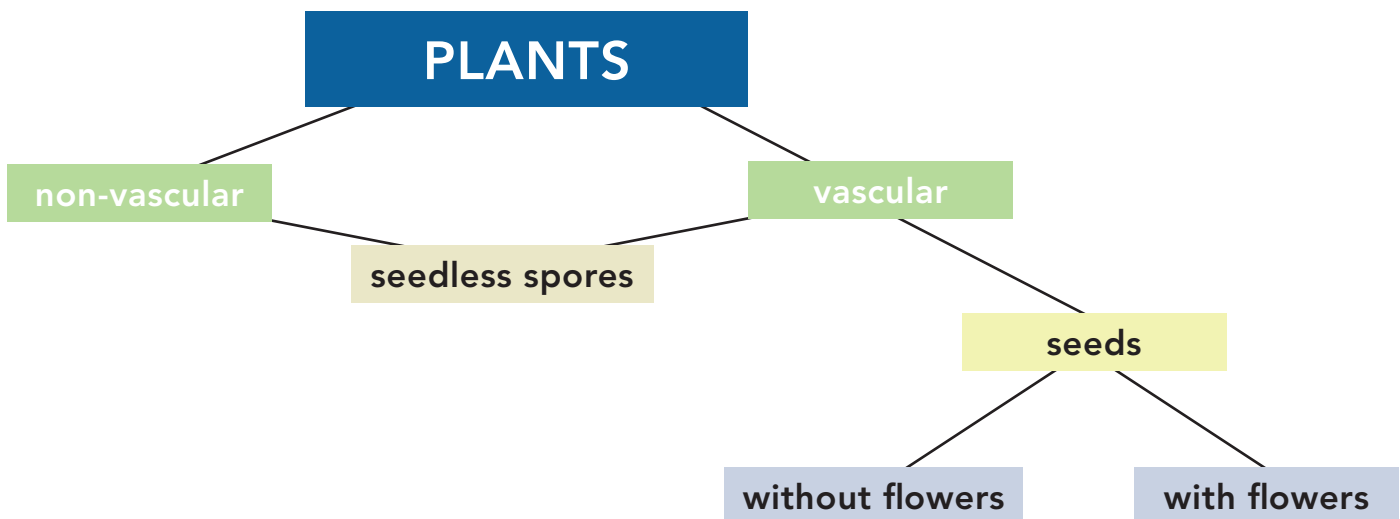 PLANTS
non-vascular
vascular
seedless spores
seeds
without flowers
with flowers